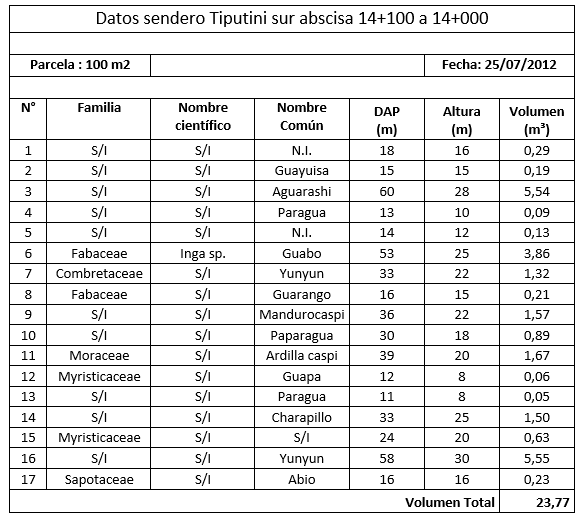 Datos sendero Tiputini sur abscisa 14+100 a 14+000
Parcela : 100 m2 Fecha: 25/07/2012
N° Familia Nombre científico Nombre Común DAP (m) Altura (m) Volumen (m³)
1 S/I S/I N.I. 18 16 0,29
2 S/I S/I Guayuisa 15 15 0,19
3 S/I S/I Aguarashi 60 28 5,54
4 S/I S/I Paragua 13 10 0,09
5 S/I S/I N.I. 14 12 0,13
6 Fabaceae Inga sp. Guabo 53 25 3,86
7 Combretaceae S/I Yunyun 33 22 1,32
8 Fabaceae S/I Guarango 16 15 0,21
9 S/I S/I Mandurocaspi 36 22 1,57
10 S/I S/I Paparagua 30 18 0,89
11 Moraceae S/I Ardilla caspi 39 20 1,67
12 Myristicaceae S/I Guapa 12 8 0,06
13 S/I S/I Paragua 11 8 0,05
14 S/I S/I Charapillo 33 25 1,50
15 Myristicaceae S/I S/I 24 20 0,63
16 S/I S/I Yunyun 58 30 5,55
17 Sapotaceae S/I Abio 16 16 0,23
Volumen Total 23,77